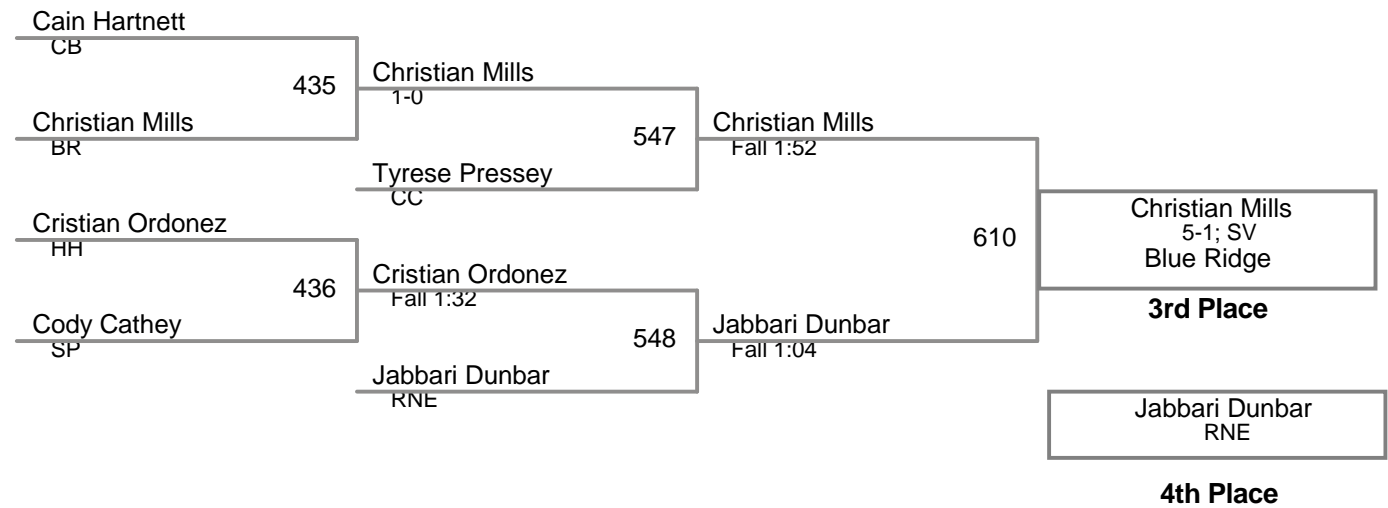 Cain Hartnett
CB
435
Christian Mills
1-0
Christian Mills
BR
547
Christian Mills
Fall 1:52
Tyrese Pressey
CC
Cristian Ordonez
HH
610
Christian Mills
5-1; SV
Blue Ridge
3rd Place
436
Cristian Ordonez
Fall 1:32
Cody Cathey
SP
548
Jabbari Dunbar
Fall 1:04
Jabbari Dunbar
RNE
Jabbari Dunbar
RNE
4th Place